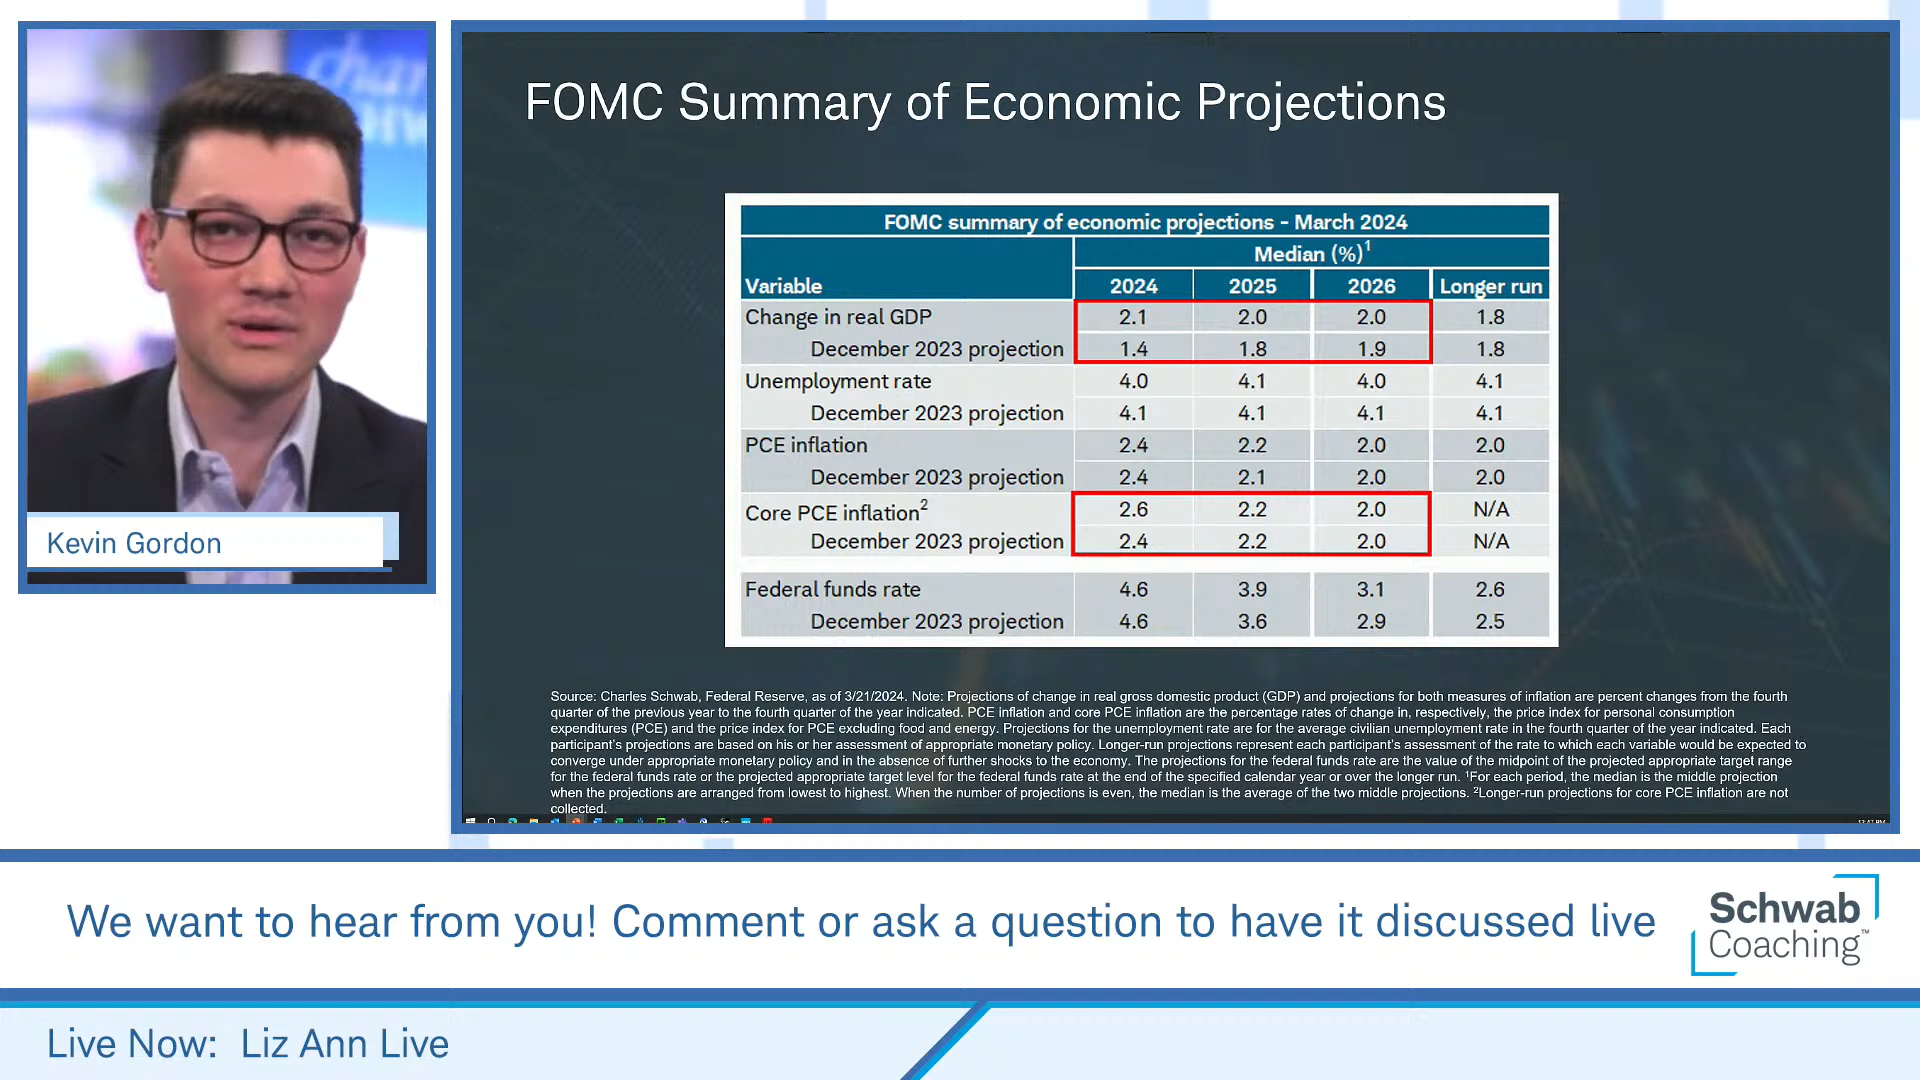 FOMC Summary of Economic Projections
FOMC summary of economic projections - March 2024
Median (%)¹
Variable 2024 2025 2026 Longer run
Change in real GDP 2.1 2.0 2.0 1.8
December 2023 projection 1.4 1.8 1.9 1.8
Unemployment rate 4.0 4.1 4.0 4.1
December 2023 projection 4.1 4.1 4.1 4.1
PCE inflation 2.4 2.2 2.0 2.0
December 2023 projection 2.4 2.1 2.0 2.0
Core PCE inflation² 2.6 2.2 2.0 N/A
December 2023 projection 2.4 2.2 2.0 N/A
Federal funds rate 4.6 3.9 3.1 2.6
December 2023 projection 4.6 3.6 2.9 2.5
Source: Charles Schwab, Federal Reserve, as of 3/21/2024. Note: Projections of change in real gross domestic product (GDP) and projections for both measures of inflation are percent changes from the fourth
quarter of the previous year to the fourth quarter of the year indicated. PCE inflation and core PCE inflation are the percentage rates of change in, respectively, the price index for personal consumption
expenditures (PCE) and the price index for PCE excluding food and energy. Projections for the unemployment rate are for the average civilian unemployment rate in the fourth quarter of the year indicated. Each
participant's projections are based on his or her assessment of appropriate monetary policy. Longer-run projections represent each participant's assessment of the rate to which each variable would be expected to
converge under appropriate monetary policy and in the absence of further shocks to the economy. The projections for the federal funds rate are the value of the midpoint of the projected appropriate target range
for the federal funds rate or the projected appropriate target level for the federal funds rate at the end of the specified calendar year or over the longer run. ¹For each period, the median is the middle projection
when the projections are arranged from lowest to highest. When the number of projections is even, the median is the average of the two middle projections. ²Longer-run projections for core PCE inflation are not
collected.
Kevin Gordon
We want to hear from you! Comment or ask a question to have it discussed live
Schwab
Coaching™
Live Now: Liz Ann Live